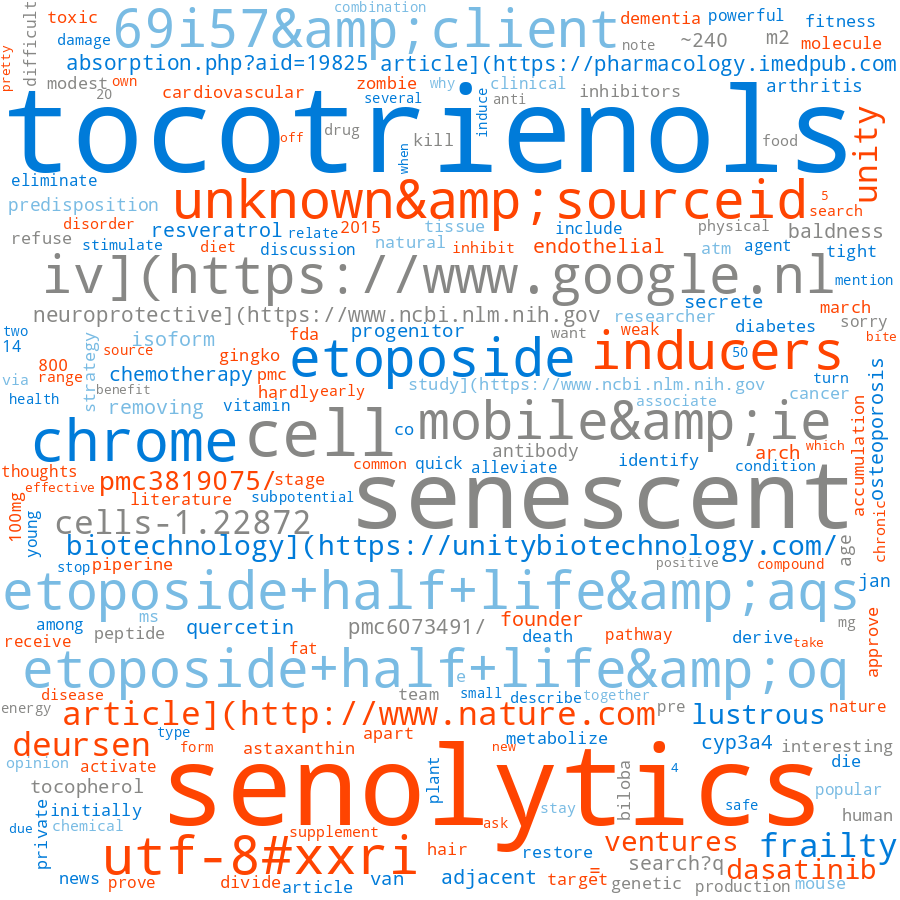 combination
69i57&amp;client
toxic
difficult
dementia
powerful
fitness
damage
note
~240
m2
molecule
pretty
absorption.php?aid=19825
article](https://pharmacology.imedpub.com
modest
own
20
cardiovascular
zombie
why
clinical
inhibitors
arthritis
several
anti
induce
tocotrienols
drug
off
kill
when
food
unity
eliminate
unknown&amp;sourceid
5
search
predisposition
disorder
resveratrol
relate
2015
tissue
include
physical
baldness
refuse
stimulate
diet
discussion
natural
inhibit
endothelial
atm
agent
tight
iv](https://www.google.nl
mention
secrete
neuroprotective](https://www.ncbi.nlm.nih.gov
researcher
march
two
14
isoform
fda
progenitor
want
weak
diabetes
sorry
source
strategy
gingko
etoposide
inducers
50
bite
800
via
range
chemotherapy
pmc
benefit
hardly
early
study](https://www.ncbi.nlm.nih.gov
turn
health
removing
vitamin
associate
cancer
osteoporosis
chrome
cell
co
mobile&amp;ie
accumulation
antibody
arch
which
thoughts
common
quick
alleviate
identify
condition
effective
pmc3819075/
stage
senescent
100mg
literature
subpotential
young
cells-1.22872
chronic
biotechnology](https://unitybiotechnology.com/
age
stop
piperine
positive
compound
etoposide+half+life&amp;aqs
jan
among
ms
founder
mg
receive
peptide
quercetin
pmc6073491/
death
pathway
derive
take
approve
fat
etoposide+half+life&amp;oq
e
disease
team
small
describe
together
energy
article](http://www.nature.com
pre
lustrous
nature
type
apart
metabolize
deursen
form
astaxanthin
new
cyp3a4
interesting
opinion
activate
senolytics
plant
4
die
tocopherol
biloba
popular
private
initially
stay
safe
human
due
chemical
supplement
ask
utf-8#xxri
hair
restore
ventures
frailty
search?q
news
prove
divide
article
van
adjacent
target
=
genetic
dasatinib
production
mouse